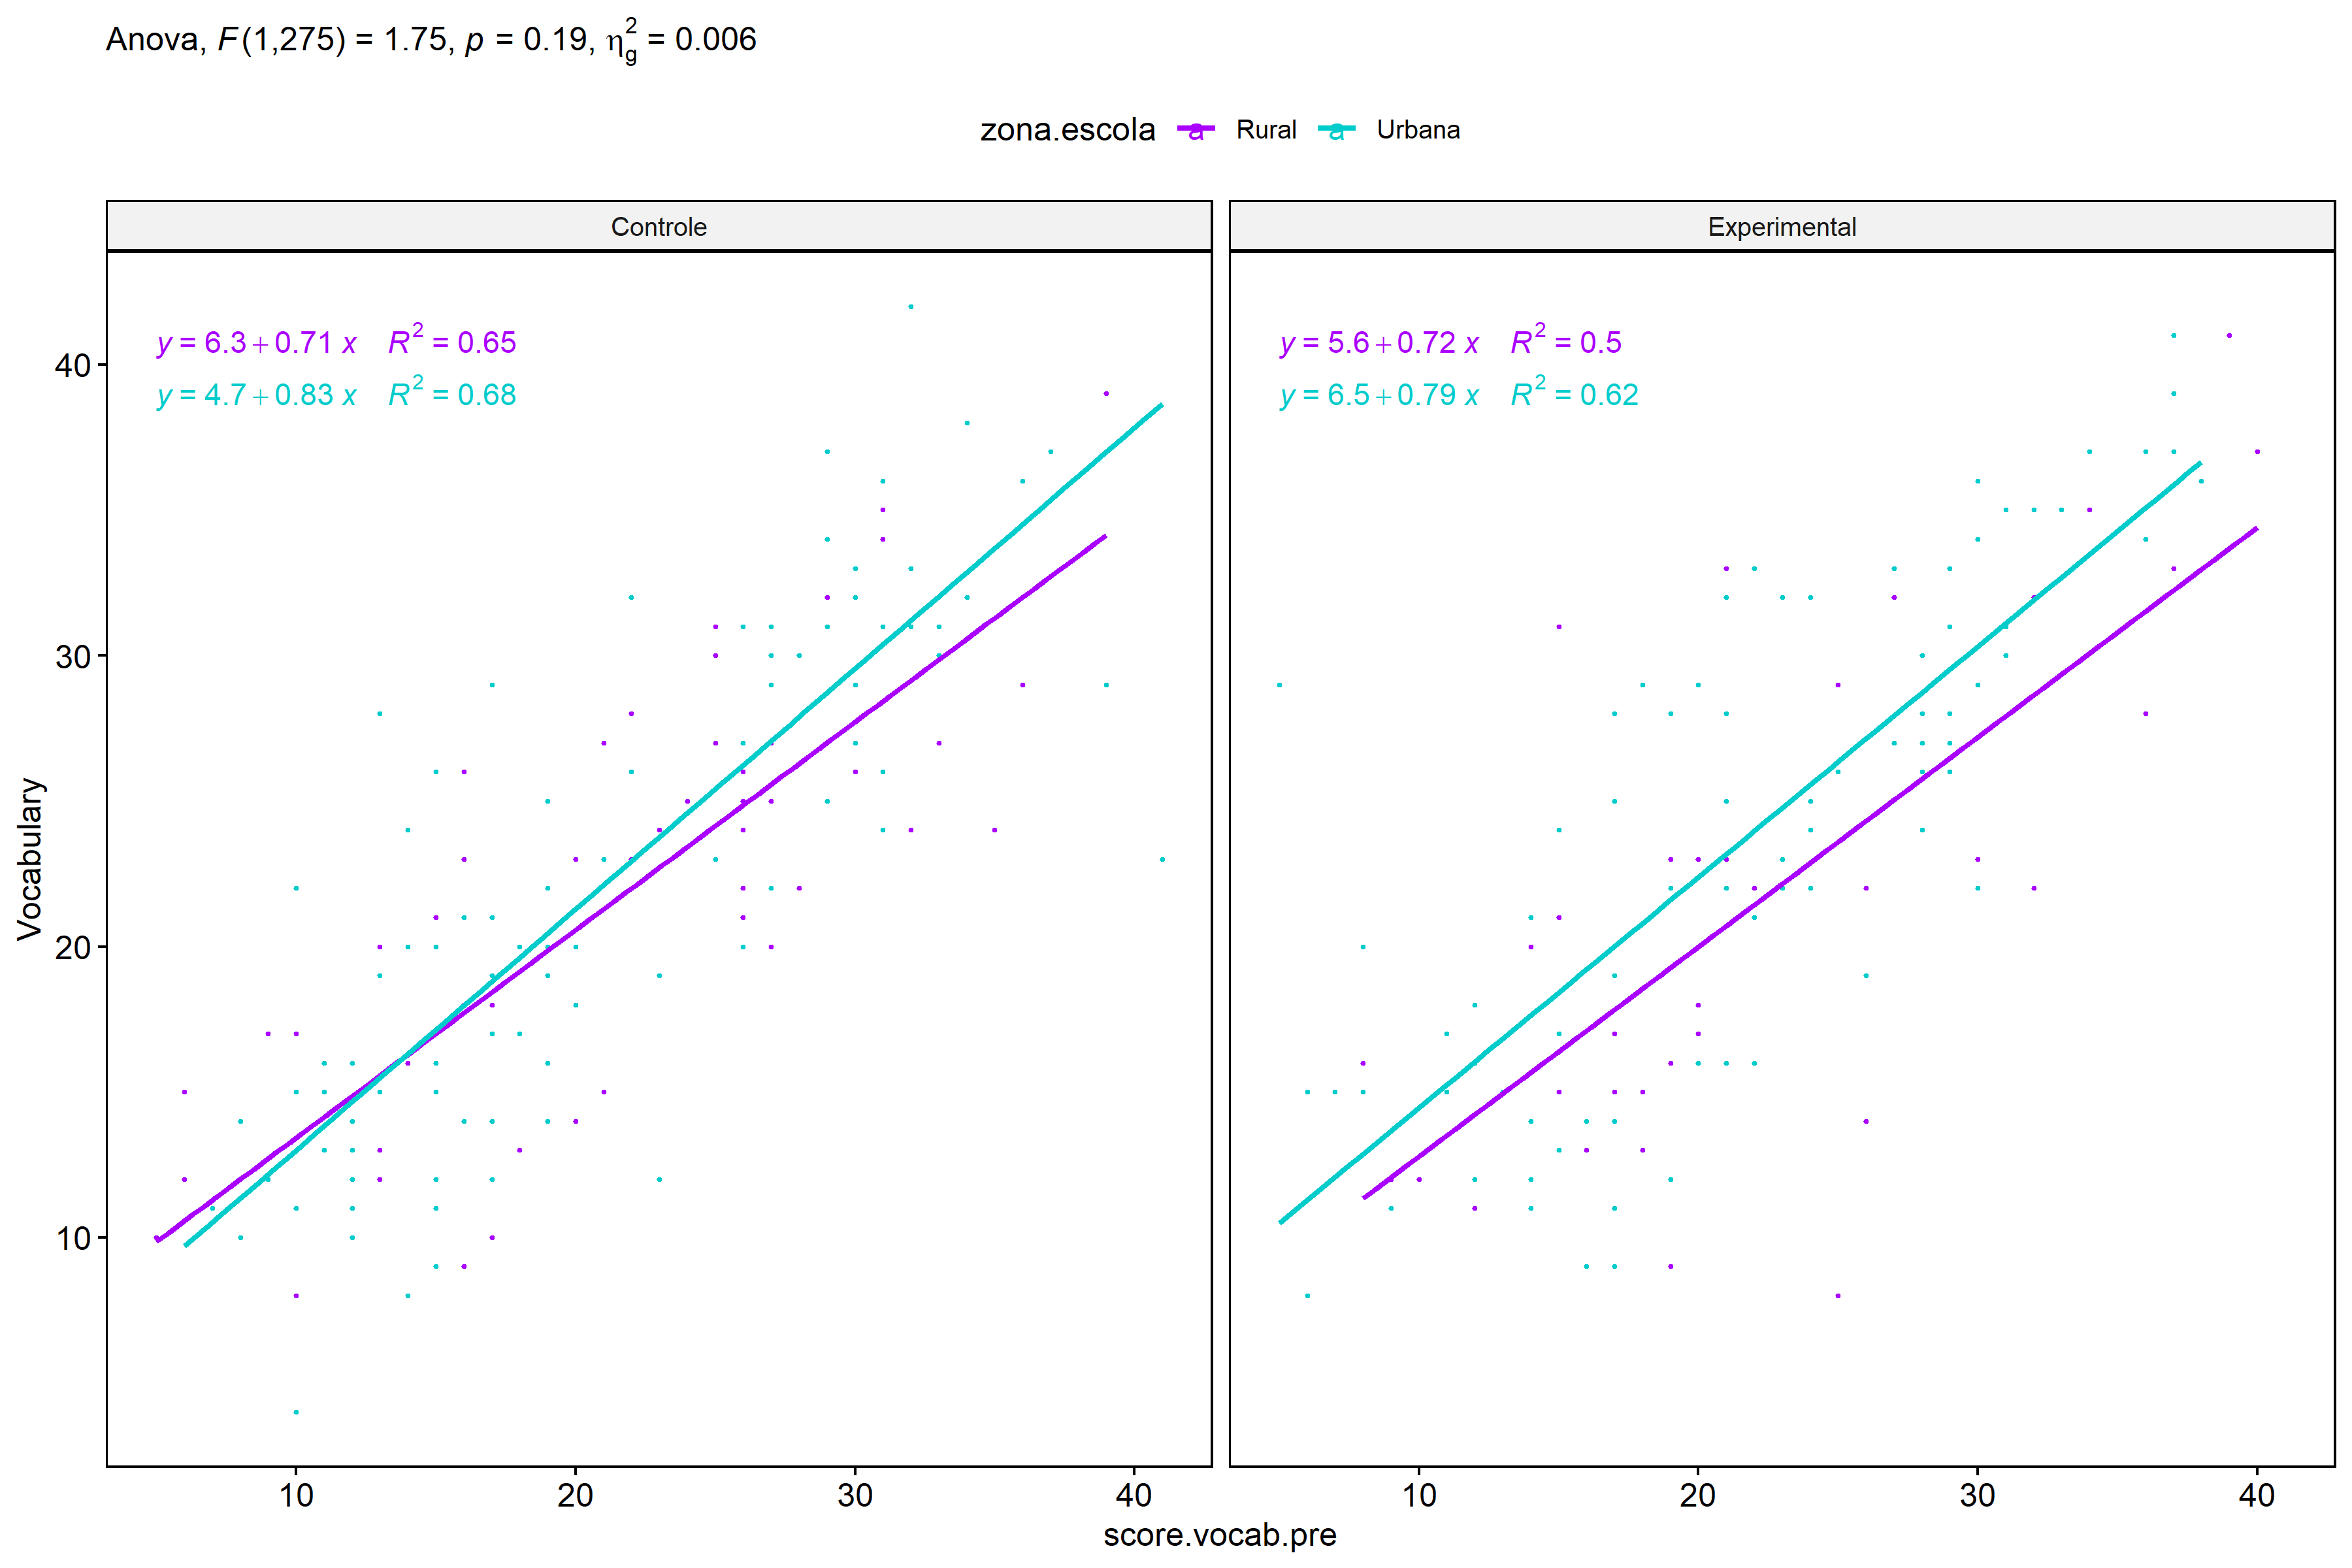 Anova, F(1,275) = 1.75, p = 0.19, η²g = 0.006
zona.escola a Rural a Urbana
Controle
Experimental
y = 6.3 + 0.71 x R² = 0.65
y = 4.7 + 0.83 x R² = 0.68
y = 5.6 + 0.72 x R² = 0.5
y = 6.5 + 0.79 x R² = 0.62
Vocabulary
40
30
20
10
10 20 30 40
10 20 30 40
score.vocab.pre